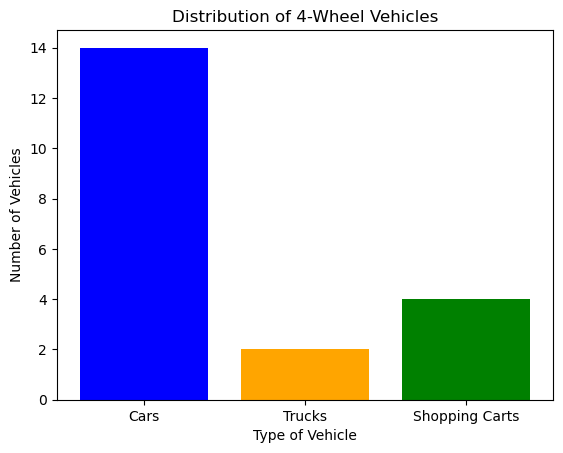 Distribution of 4-Wheel Vehicles
Number of Vehicles
14
12
10
8
6
4
2
0
Cars Trucks Shopping Carts
Type of Vehicle